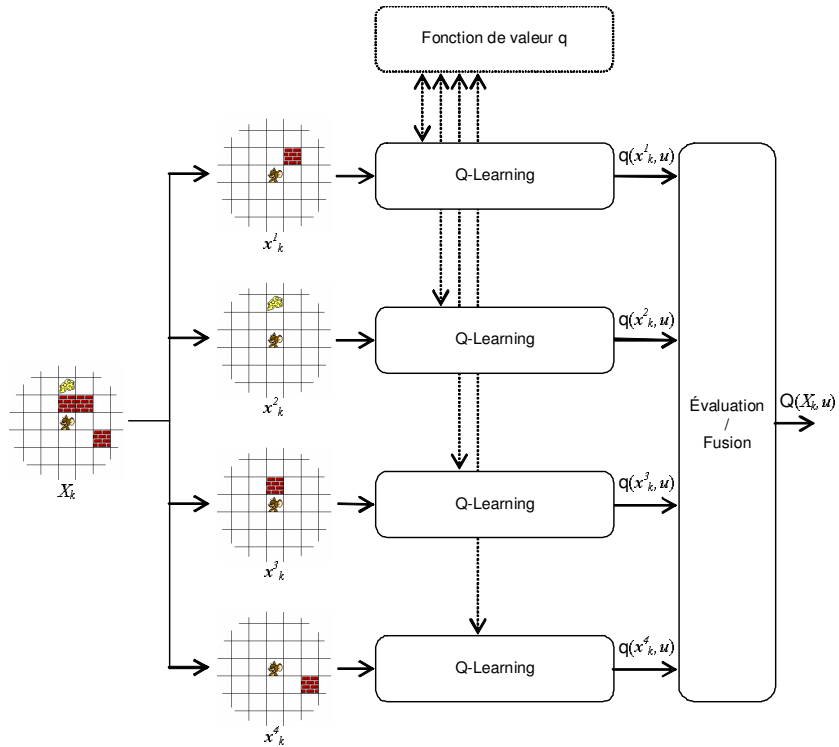 Fonction de valeur q
Q-Learning
q(x¹ₖ, u)
x¹ₖ
Q-Learning
q(x²ₖ, u)
x²ₖ
Xₖ
Évaluation
/
Fusion
Q(Xₖ, u)
Q-Learning
q(x³ₖ, u)
x³ₖ
Q-Learning
q(x⁴ₖ, u)
x⁴ₖ